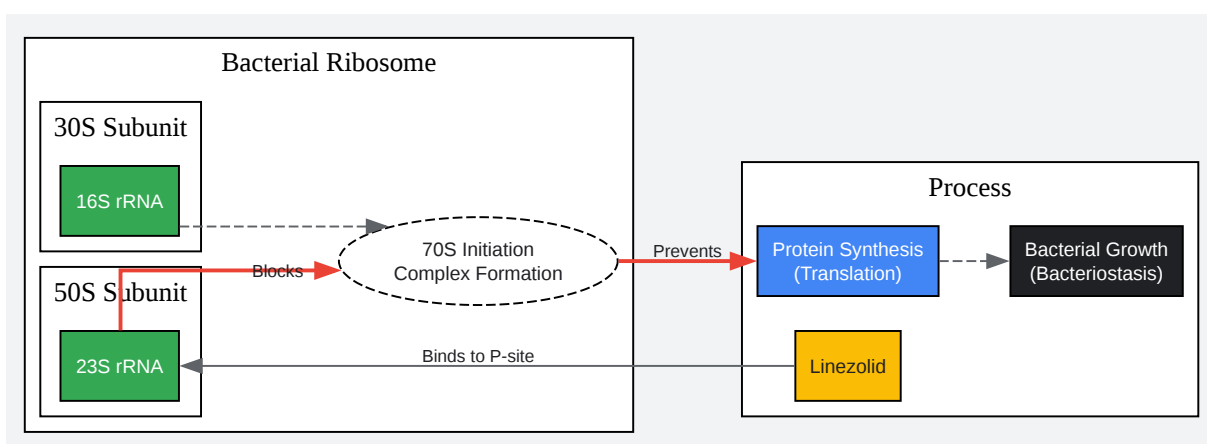 Bacterial Ribosome
30S Subunit
16S rRNA
70S Initiation
Complex Formation
Blocks
50S Subunit
23S rRNA
Prevents
Binds to P-site
Process
Protein Synthesis
(Translation)
Bacterial Growth
(Bacteriostasis)
Linezolid